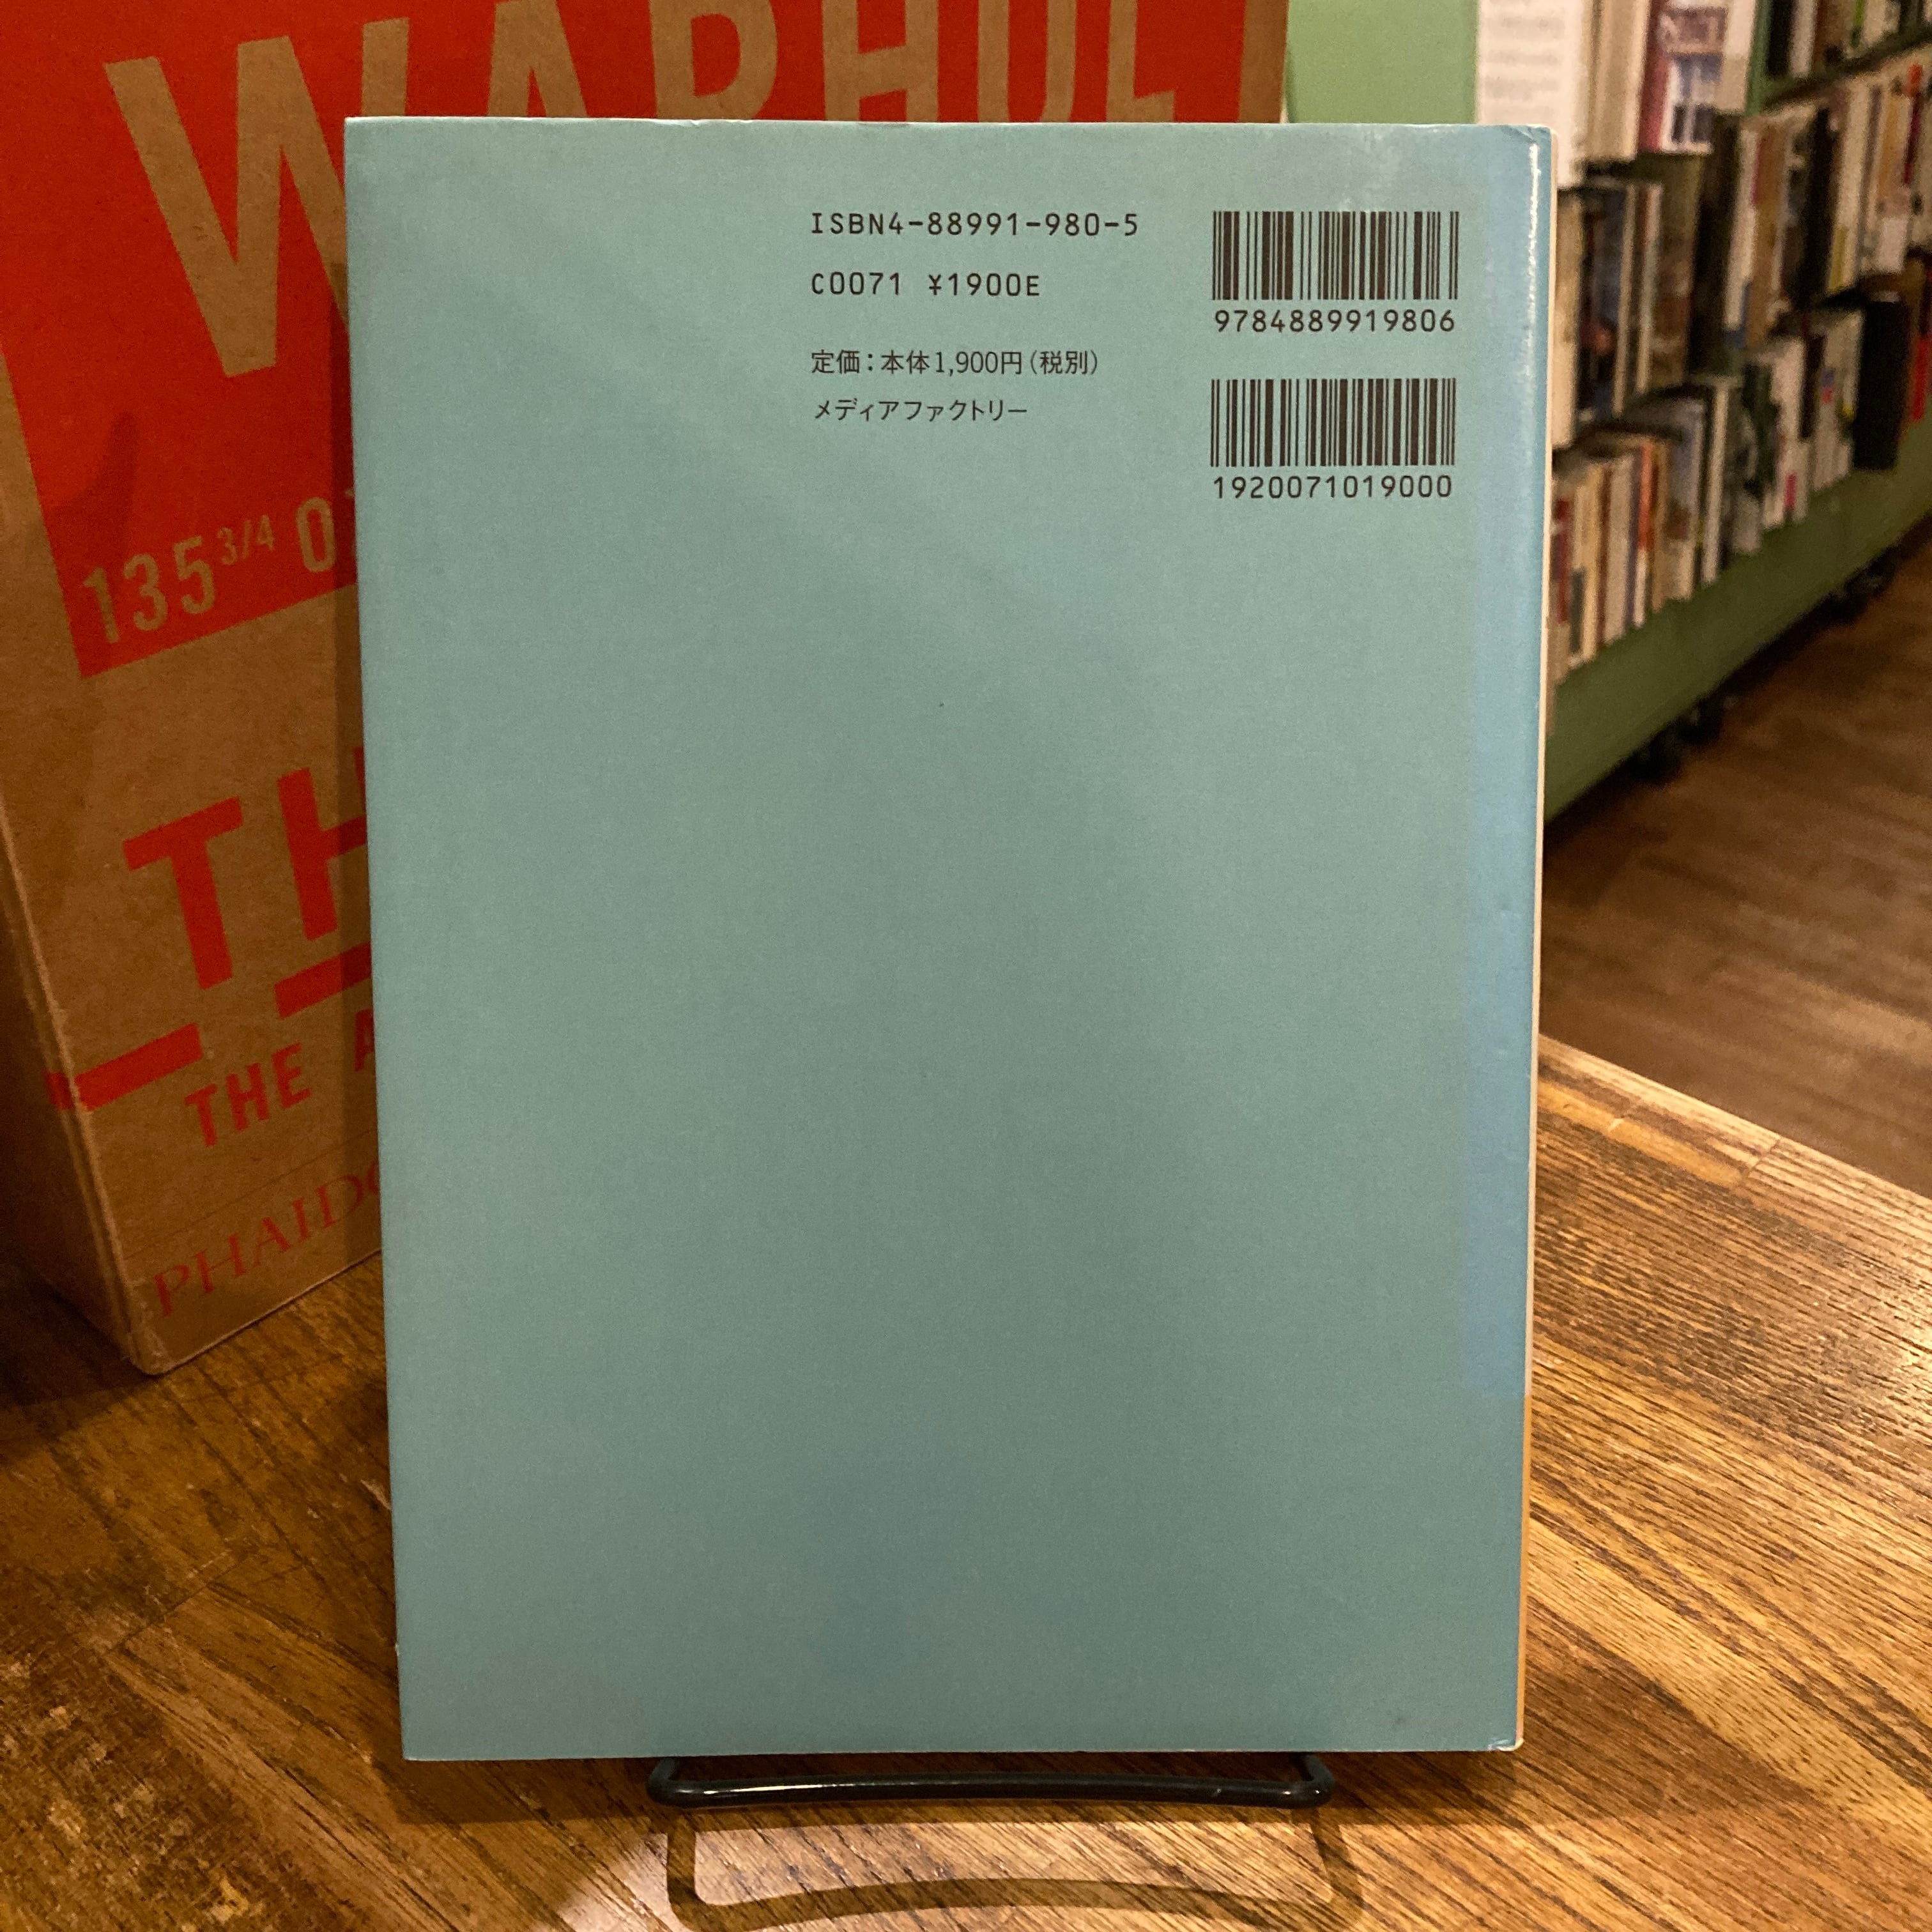 WARHOL
135 3/4
TH
THE A
PHAIDO
ISBN4-88991-980-5
C0071 ¥1900E
定価：本体1,900円（税別）
メディアファクトリー
9784889919806
1920071019000